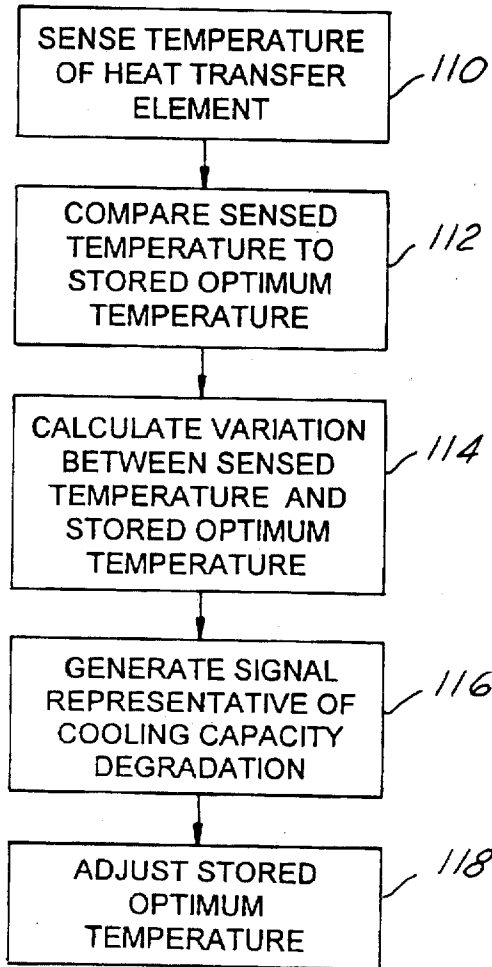 SENSE TEMPERATURE
OF HEAT TRANSFER
ELEMENT
110
COMPARE SENSED
TEMPERATURE TO
STORED OPTIMUM
TEMPERATURE
112
CALCULATE VARIATION
BETWEEN SENSED
TEMPERATURE AND
STORED OPTIMUM
TEMPERATURE
114
GENERATE SIGNAL
REPRESENTATIVE OF
COOLING CAPACITY
DEGRADATION
116
ADJUST STORED
OPTIMUM
TEMPERATURE
118